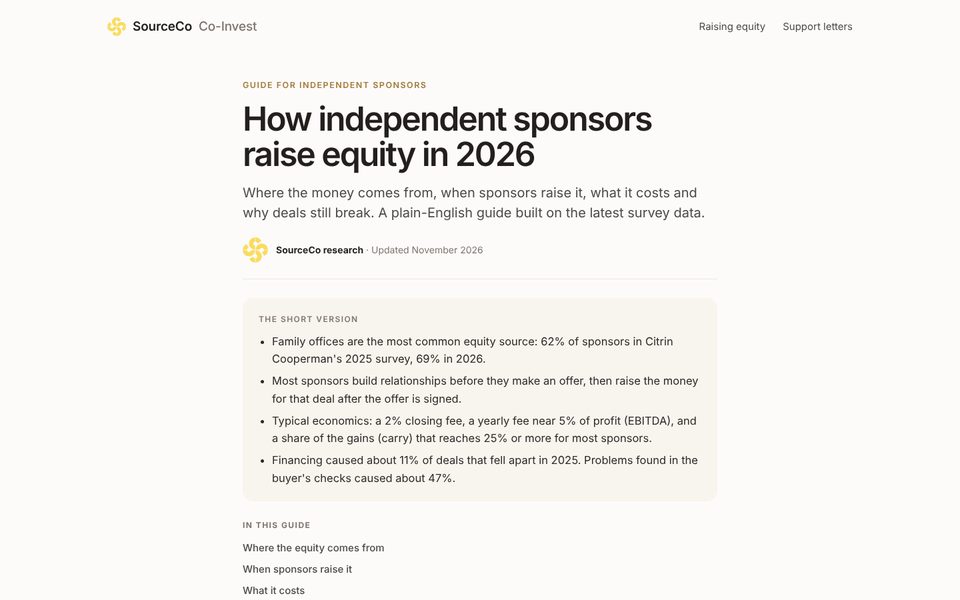 SourceCo Co-Invest
Raising equity
Support letters
GUIDE FOR INDEPENDENT SPONSORS
How independent sponsors
raise equity in 2026
Where the money comes from, when sponsors raise it, what it costs and
why deals still break. A plain-English guide built on the latest survey data.
SourceCo research · Updated November 2026
THE SHORT VERSION
• Family offices are the most common equity source: 62% of sponsors in Citrin
Cooperman's 2025 survey, 69% in 2026.
• Most sponsors build relationships before they make an offer, then raise the money
for that deal after the offer is signed.
• Typical economics: a 2% closing fee, a yearly fee near 5% of profit (EBITDA), and
a share of the gains (carry) that reaches 25% or more for most sponsors.
• Financing caused about 11% of deals that fell apart in 2025. Problems found in the
buyer's checks caused about 47%.
IN THIS GUIDE
Where the equity comes from
When sponsors raise it
What it costs